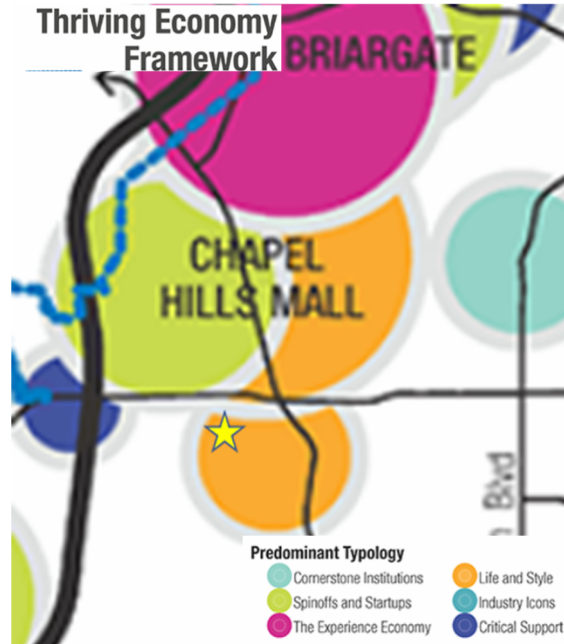 Thriving Economy
Framework
BRIARGATE
CHAPEL
HILLS MALL
Blvd
Predominant Typology
Cornerstone Institutions
Life and Style
Spinoffs and Startups
Industry Icons
The Experience Economy
Critical Support